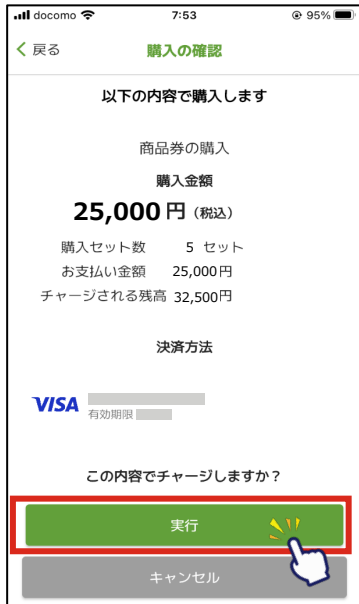 docomo 7:53 95%
戻る 購入の確認
以下の内容で購入します
商品券の購入
購入金額
25,000円（税込）
購入セット数 5 セット
お支払い金額 25,000円
チャージされる残高 32,500円
決済方法
VISA
有効期限
この内容でチャージしますか？
実行
キャンセル